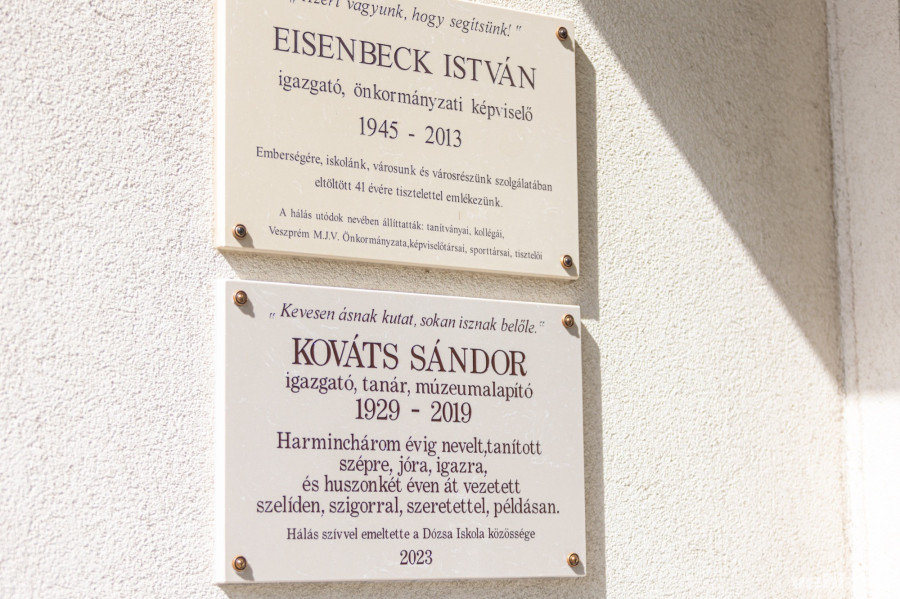 „Azért vagyunk, hogy segítsünk!"
EISENBECK ISTVÁN
igazgató, önkormányzati képviselő
1945 - 2013
Emberségére, iskolánk, városunk és városrészünk szolgálatában
eltöltött 41 évére tisztelettel emlékezünk.
A hálás utódok nevében állíttatták: tanítványai, kollégái,
Veszprém M.J.V. Önkormányzata,képviselőtársai, sporttársai, tisztelői
„Kevesen ásnak kutat, sokan isznak belőle."
KOVÁTS SÁNDOR
igazgató, tanár, múzeumalapító
1929 - 2019
Harminchárom évig nevelt,tanított
szépre, jóra, igazra,
és huszonkét éven át vezetett
szelíden, szigorral, szeretettel, példásan.
Hálás szívvel emeltette a Dózsa Iskola közössége
2023